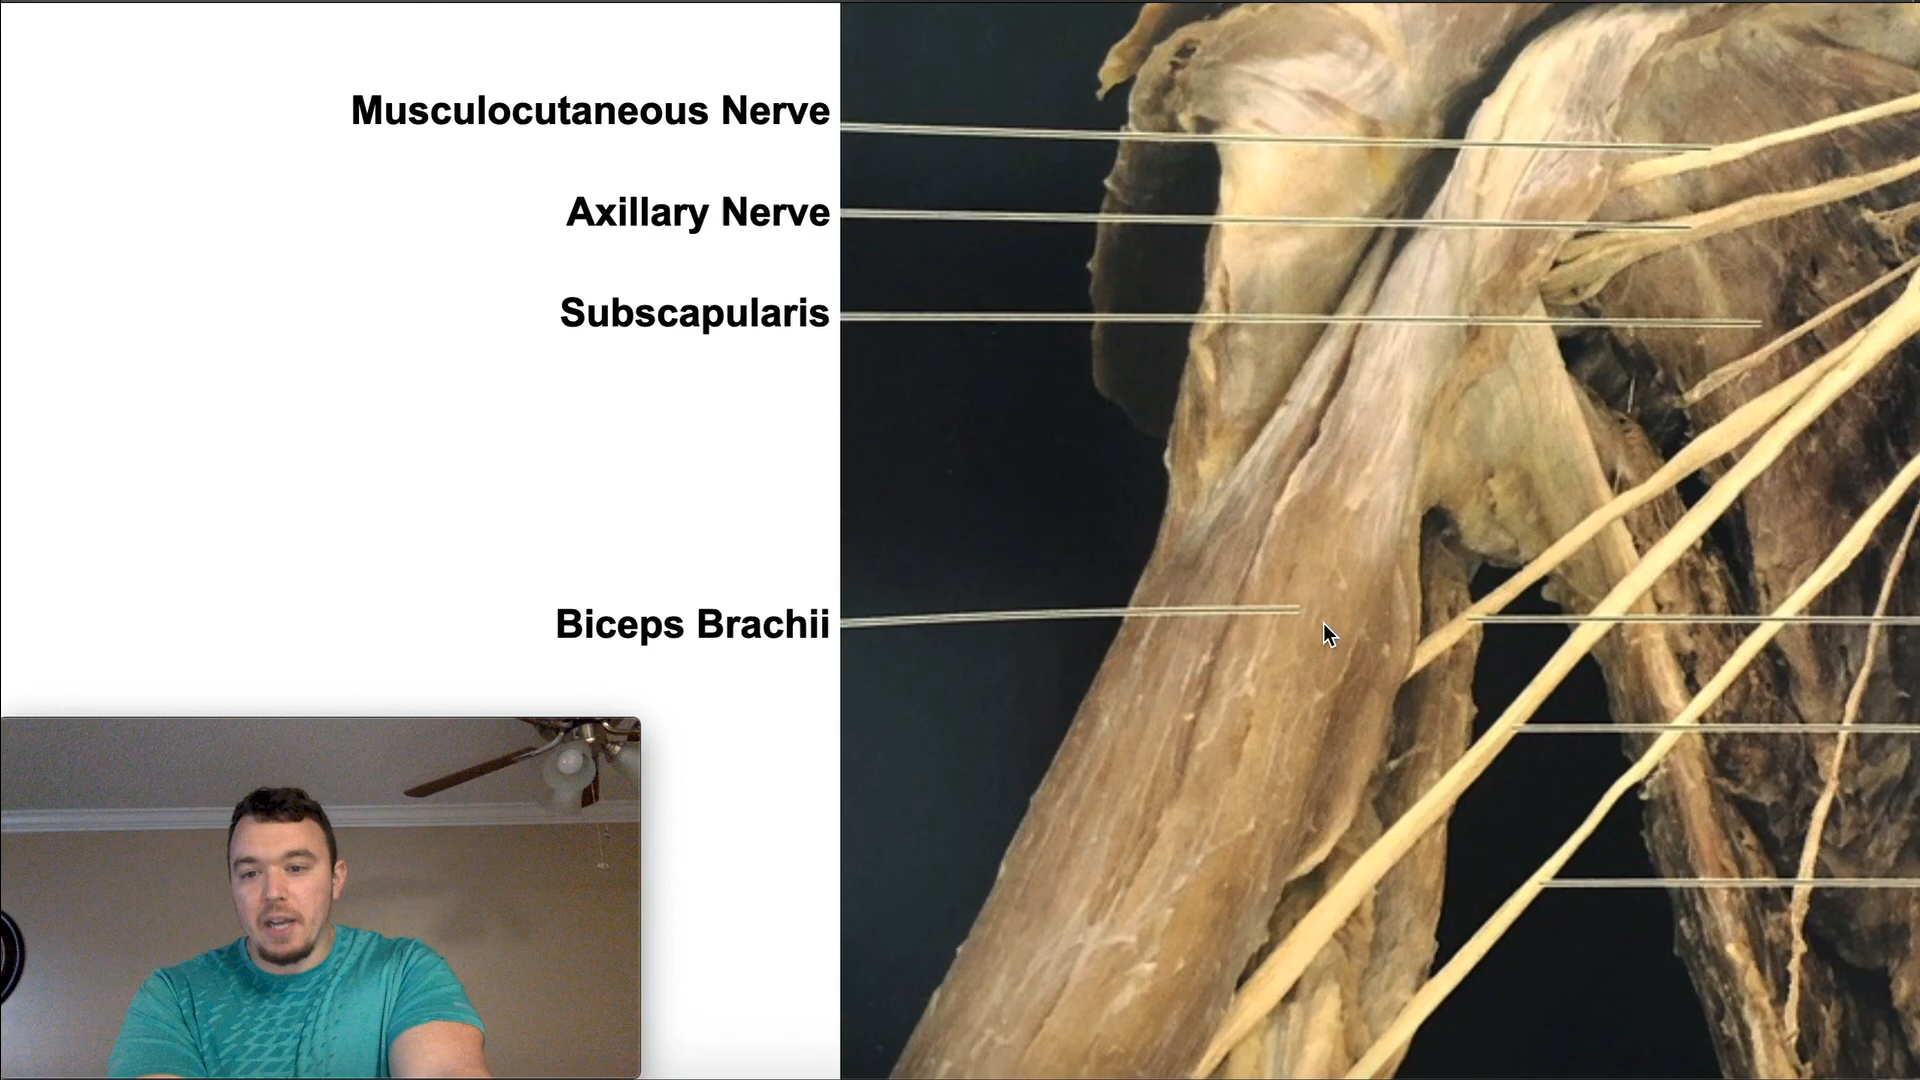 Musculocutaneous Nerve
Axillary Nerve
Subscapularis
Biceps Brachii